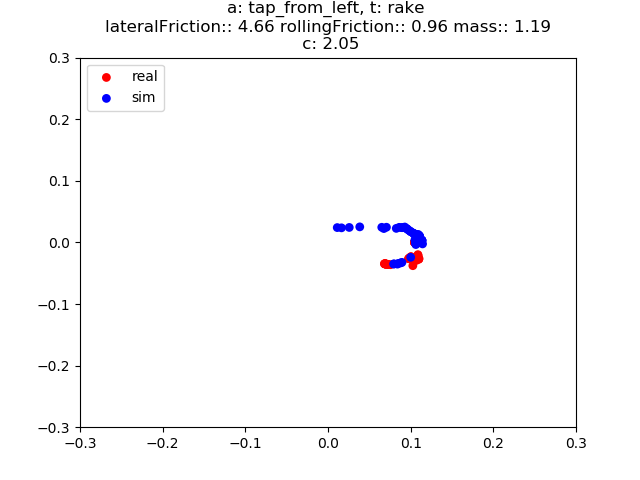 a: tap_from_left, t: rake
lateralFriction:: 4.66 rollingFriction:: 0.96 mass:: 1.19
c: 2.05
real
sim
0.3
0.2
0.1
0.0
−0.1
−0.2
−0.3
−0.3 −0.2 −0.1 0.0 0.1 0.2 0.3